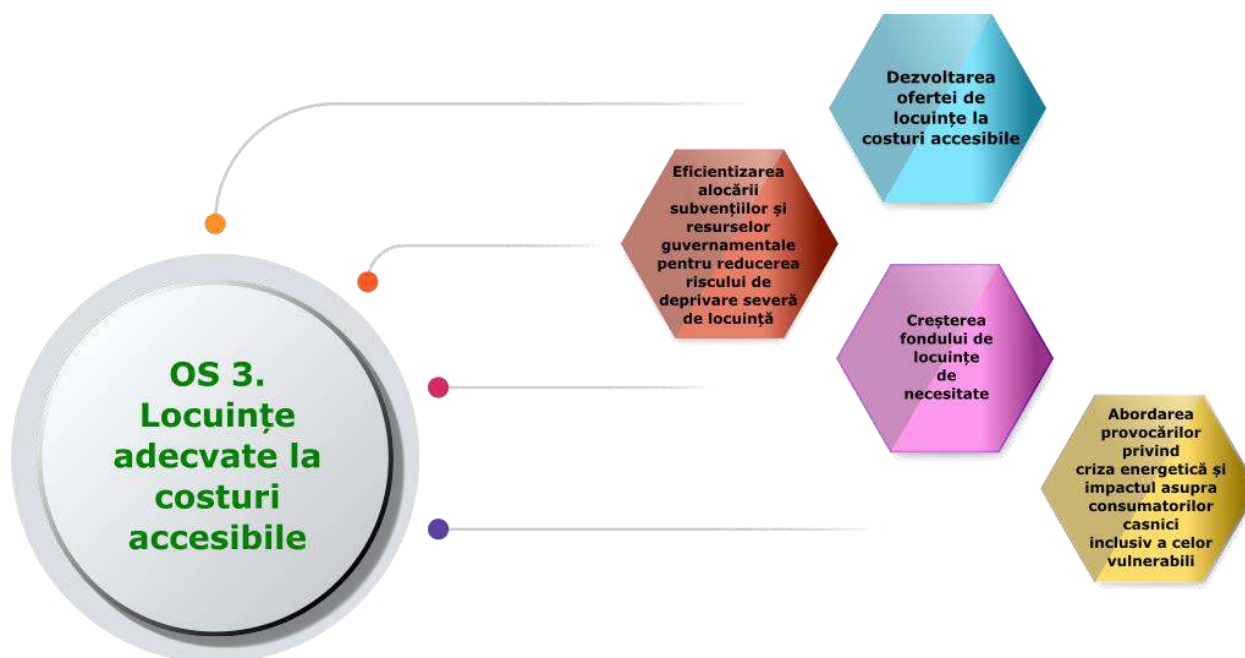 OS 3.
Locuințe
adecvate la
costuri
accesibile
Dezvoltarea
ofertei de
locuințe la
costuri accesibile
Eficientizarea
alocării
subvențiilor și
resurselor
guvernamentale
pentru reducerea
riscului de
deprivare severă
de locuință
Creșterea
fondului de
locuințe
de
necesitate
Abordarea
provocărilor
privind
criza energetică și
impactul asupra
consumatorilor
casnici
inclusiv a celor
vulnerabili